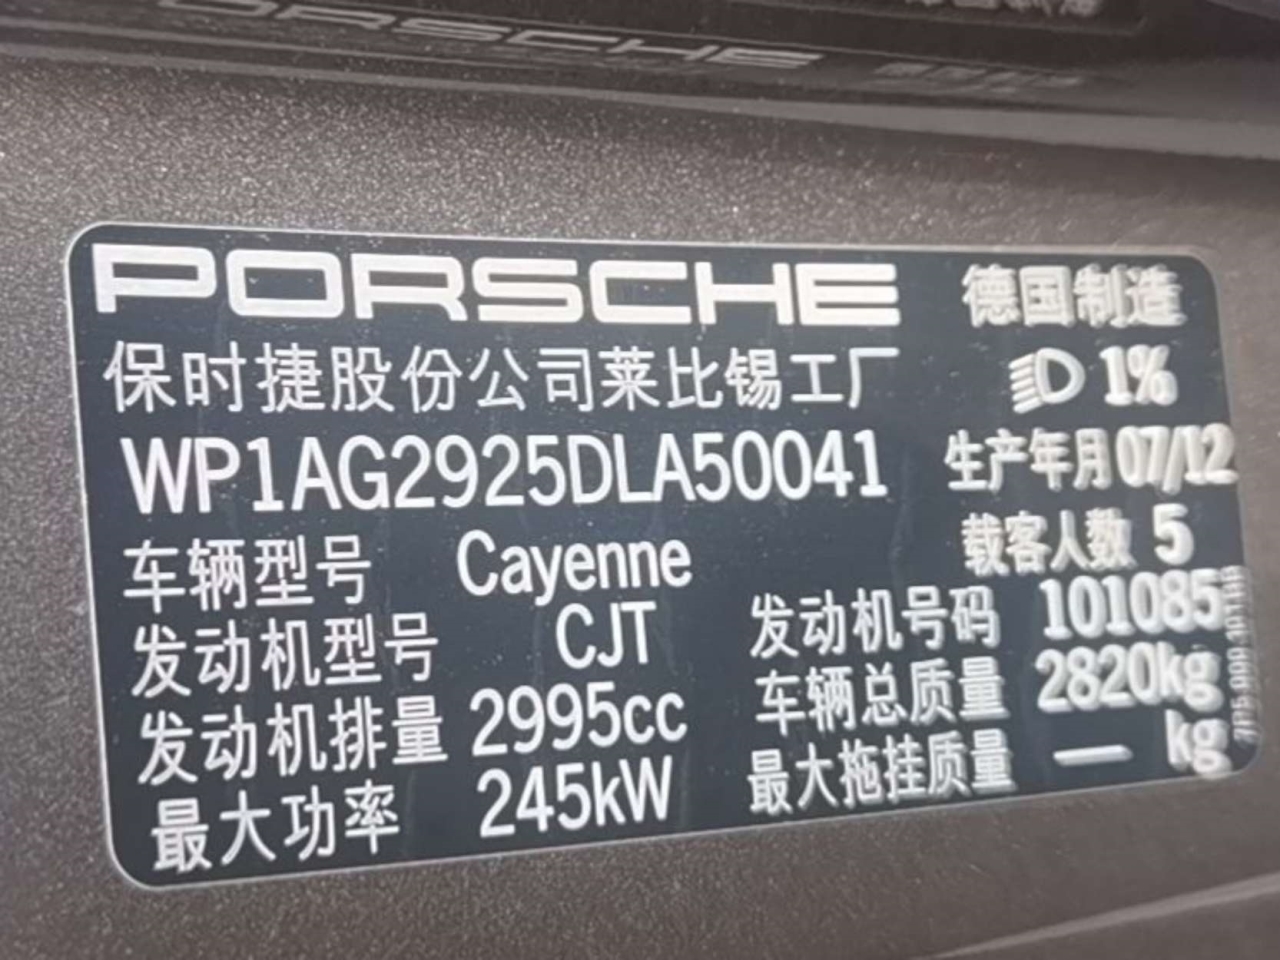 PORSCHE
PORSCHE 德国制造
保时捷股份公司莱比锡工厂 1%
WP1AG2925DLA50041 生产年月 07/12
车辆型号 Cayenne 载客人数 5
发动机型号 CJT 发动机号码 101085
发动机排量 2995cc 车辆总质量 2820kg
最大功率 245kW 最大拖挂质量 — kg